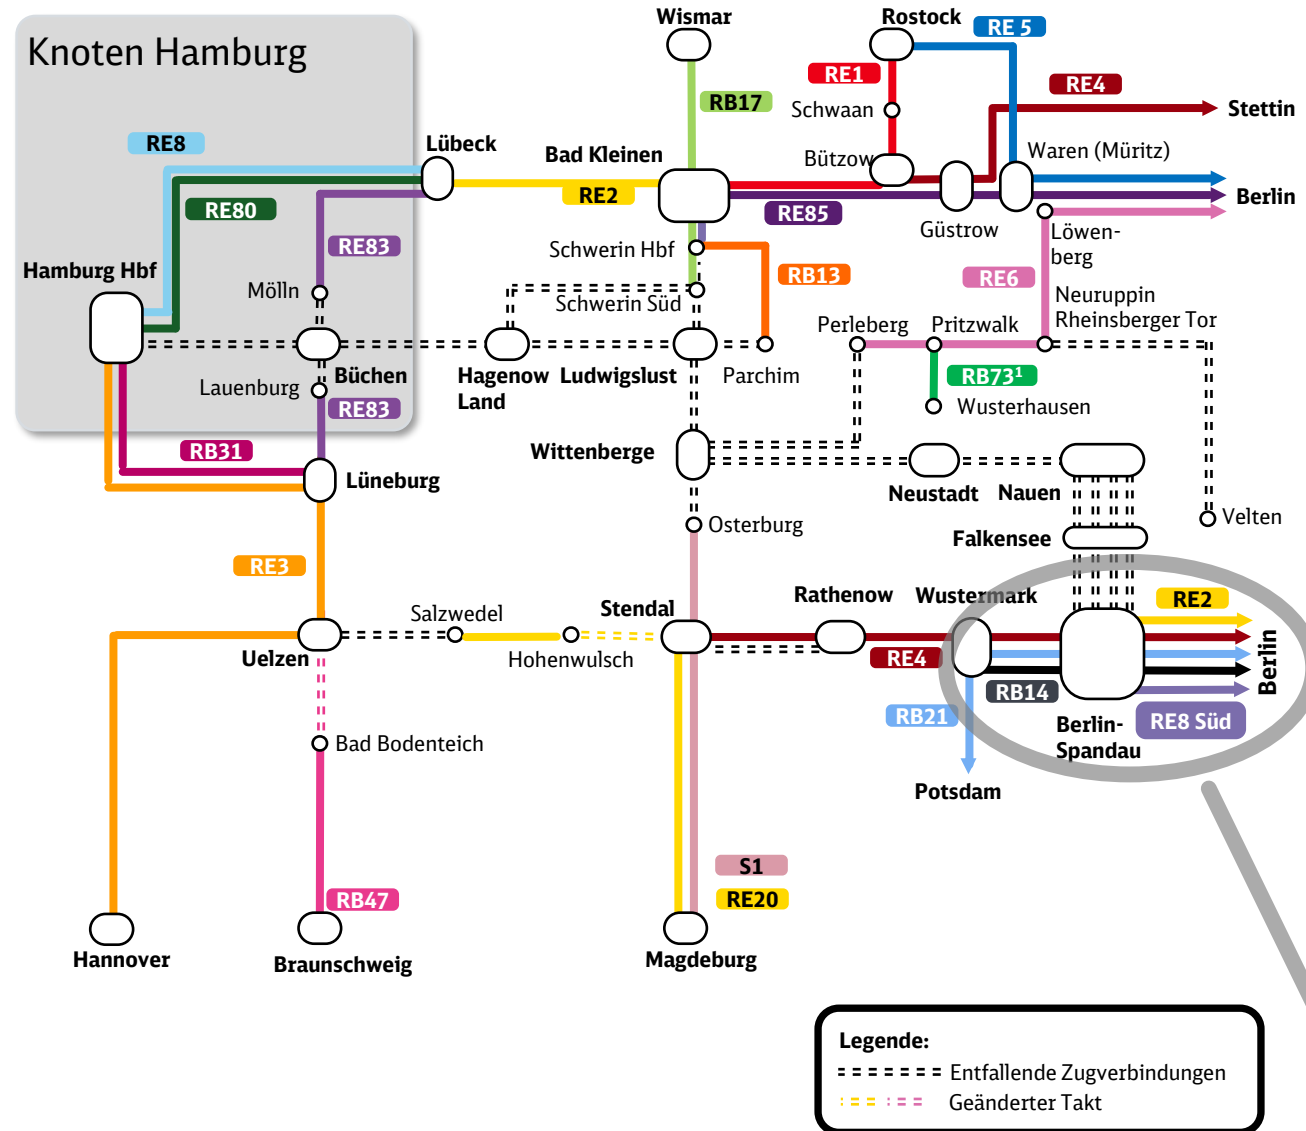 Knoten Hamburg
Wismar
Rostock
RE 5
RE1
RE4
RB17
Schwaan
Stettin
RE8
Lübeck
Bad Kleinen
Bützow
Waren (Müritz)
RE2
RE80
RE85
Berlin
Güstrow
Löwen-
berg
RE83
Schwerin Hbf
Hamburg Hbf
RB13
RE6
Mölln
Schwerin Süd
Neuruppin
Rheinsberger Tor
Perleberg
Pritzwalk
Büchen
Hagenow
Land
Ludwigslust
Parchim
RB73¹
Lauenburg
RE83
Wusterhausen
RB31
Wittenberge
Lüneburg
Neustadt
Nauen
Osterburg
Velten
Falkensee
RE3
Rathenow
Wustermark
RE2
Salzwedel
Stendal
Uelzen
Hohenwulsch
RE4
Berlin
RB14
RB21
Berlin-
Spandau
RE8 Süd
Bad Bodenteich
Potsdam
S1
RB47
RE20
Hannover
Braunschweig
Magdeburg
Legende:
Entfallende Zugverbindungen
Geänderter Takt